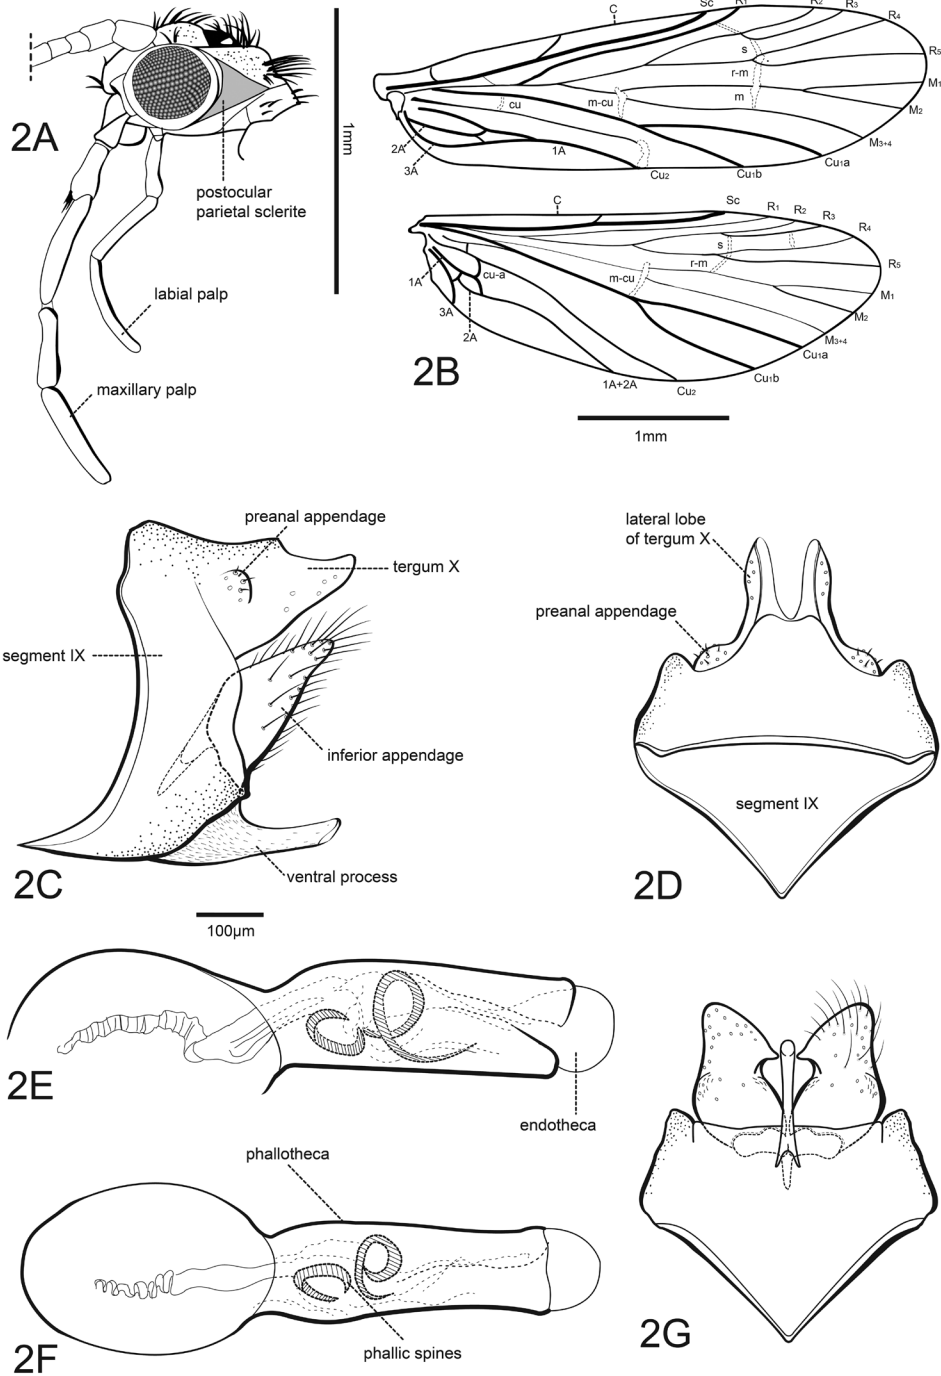 2A
postocular
parietal sclerite
labial palp
maxillary palp
1mm
C
Sc
R1
R2
R3
R4
R5
s
r-m
m
M1
M2
M3+4
cu
m-cu
2A
3A
1A
Cu2
Cu1b
Cu1a
C
Sc
R1
R2
R3
R4
R5
s
r-m
m-cu
cu-a
M1
M2
M3+4
1A
3A
2A
1A+2A
Cu2
Cu1b
Cu1a
2B
1mm
preanal appendage
tergum X
segment IX
inferior appendage
ventral process
2C
100µm
lateral lobe
of tergum X
preanal appendage
segment IX
2D
2E
endotheca
phallotheca
phallic spines
2F
2G